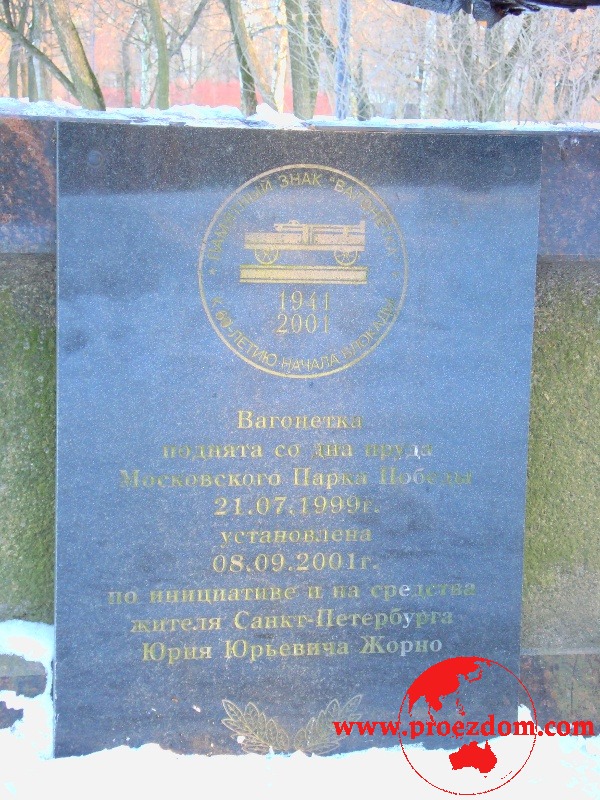 ПАМЯТНЫЙ ЗНАК "ВАГОНЕТКА"
1941
2001
К 60-ЛЕТИЮ НАЧАЛА БЛОКАДЫ
Вагонетка
поднята со дна пруда
Московского Парка Победы
21.07.1999г.
установлена
08.09.2001г.
по инициативе и на средства
жителя Санкт-Петербурга
Юрия Юрьевича Жорно
www.proezdom.com